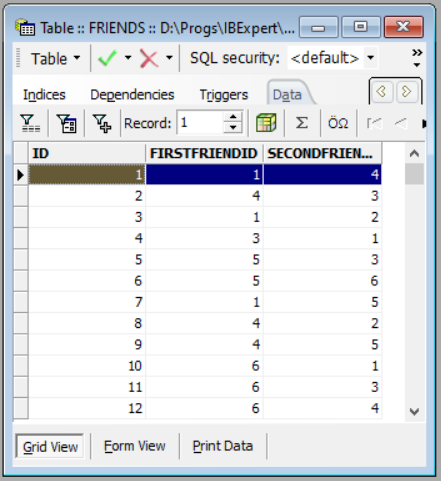 Table :: FRIENDS :: D:\Progs\IBExpert\...
Table SQL security: <default> »
Indices Dependencies Triggers Data
Record: 1 Σ ÖΩ
ID FIRSTFRIENDID SECONDFRIEN...
1 1 4
2 4 3
3 1 2
4 3 1
5 5 3
6 5 6
7 1 5
8 4 2
9 4 5
10 6 1
11 6 3
12 6 4
Grid View Form View Print Data